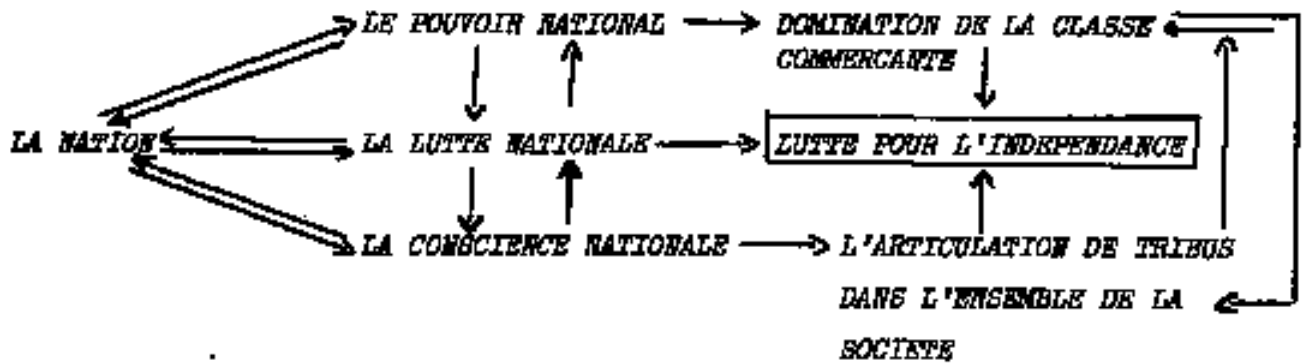 LE POUVOIR NATIONAL DOMINATION DE LA CLASSE
COMMERCANTE
LA NATION LA LUTTE NATIONALE LUTTE POUR L'INDEPENDANCE
LA CONSCIENCE NATIONALE L'ARTICULATION DE TRIBUS
DANS L'ENSEMBLE DE LA
SOCIETE